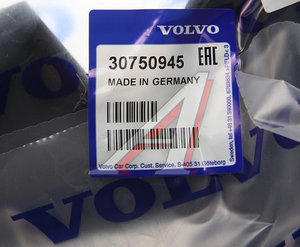 VOLVO
30750945
EAC
MADE IN GERMANY
Volvo Car Corp. Cust. Service, S-405 31 Göteborg
VOLVO